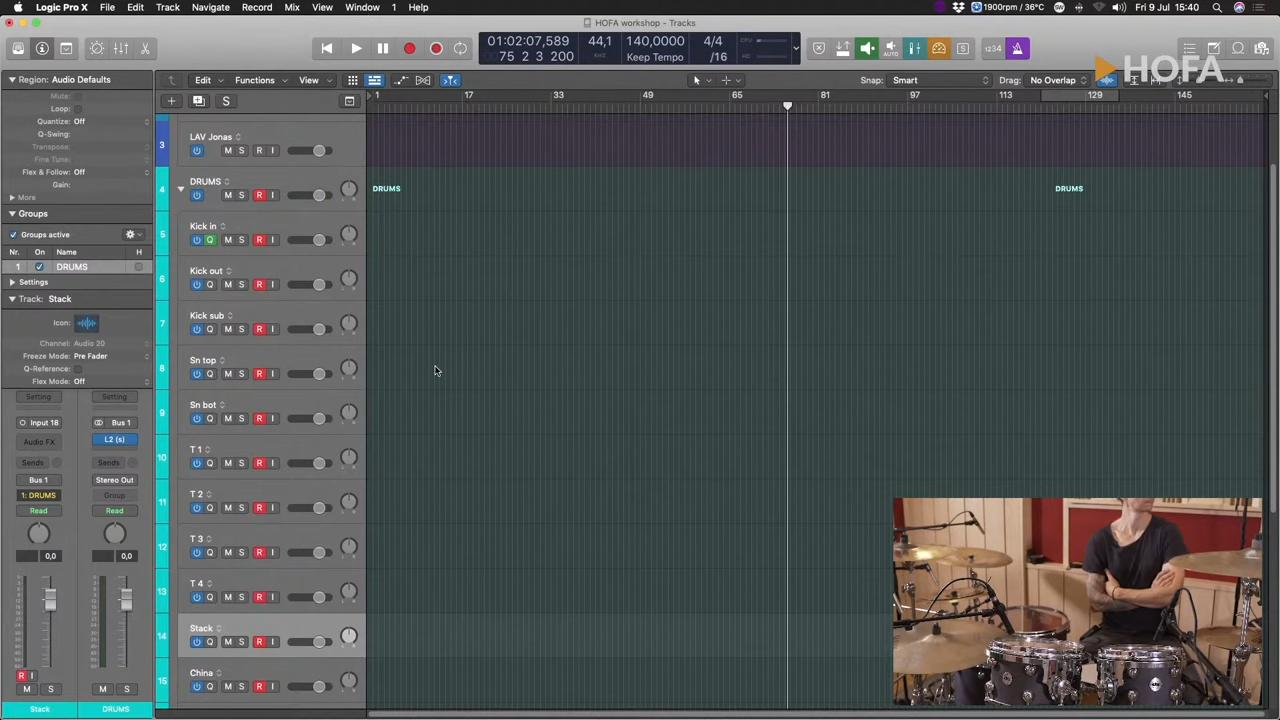 Logic Pro X File Edit Track Navigate Record Mix View Window 1 Help
1900rpm / 36°C
Fri 9 Jul 15:40
HOFA workshop - Tracks
01:02:07,589
75 2 3 200
44,1
140,0000
Keep Tempo
4/4
/16
1234
HOFA
Region: Audio Defaults
Mute:
Loop:
Quantize: Off
Q-Swing:
Transpose:
Fine Tune:
Flex & Follow: Off
Gain:
More
Groups
Groups active
Nr. On Name H
1 DRUMS
Settings
Track: Stack
Icon:
Channel: Audio 20
Freeze Mode: Pre Fader
Q-Reference:
Flex Mode: Off
Setting Setting
Input 18 Bus 1
Audio FX L2 (s)
Sends Sends
Bus 1 Stereo Out
1: DRUMS Group
Read Read
0,0 0,0
R I
M S M S
Stack DRUMS
Edit Functions View
Snap: Smart
Drag: No Overlap
S
1 17 33 49 65 81 97 113 129 145
3 LAV Jonas
M S R I
4 DRUMS
M S R I
5 Kick in
Q M S R I
6 Kick out
Q M S R I
7 Kick sub
Q M S R I
8 Sn top
Q M S R I
9 Sn bot
Q M S R I
10 T 1
Q M S R I
11 T 2
Q M S R I
12 T 3
Q M S R I
13 T 4
Q M S R I
14 Stack
Q M S R I
15 China
Q M S R I
DRUMS DRUMS